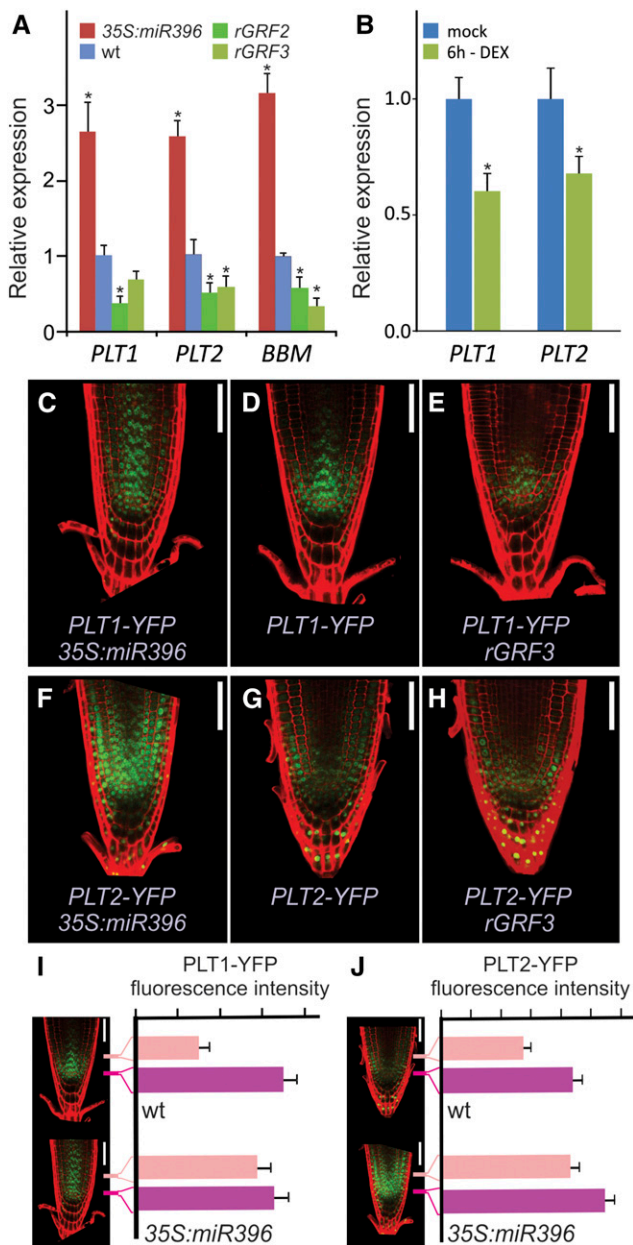 A
35S:miR396
rGRF2
wt
rGRF3
Relative expression
3
2
1
0
*
*
*
*
*
*
*
*
PLT1
PLT2
BBM
B
mock
6h - DEX
Relative expression
1.0
0.5
0.0
*
*
PLT1
PLT2
C
PLT1-YFP
35S:miR396
D
PLT1-YFP
E
PLT1-YFP
rGRF3
F
PLT2-YFP
35S:miR396
G
PLT2-YFP
H
PLT2-YFP
rGRF3
I
PLT1-YFP
fluorescence intensity
wt
35S:miR396
J
PLT2-YFP
fluorescence intensity
wt
35S:miR396